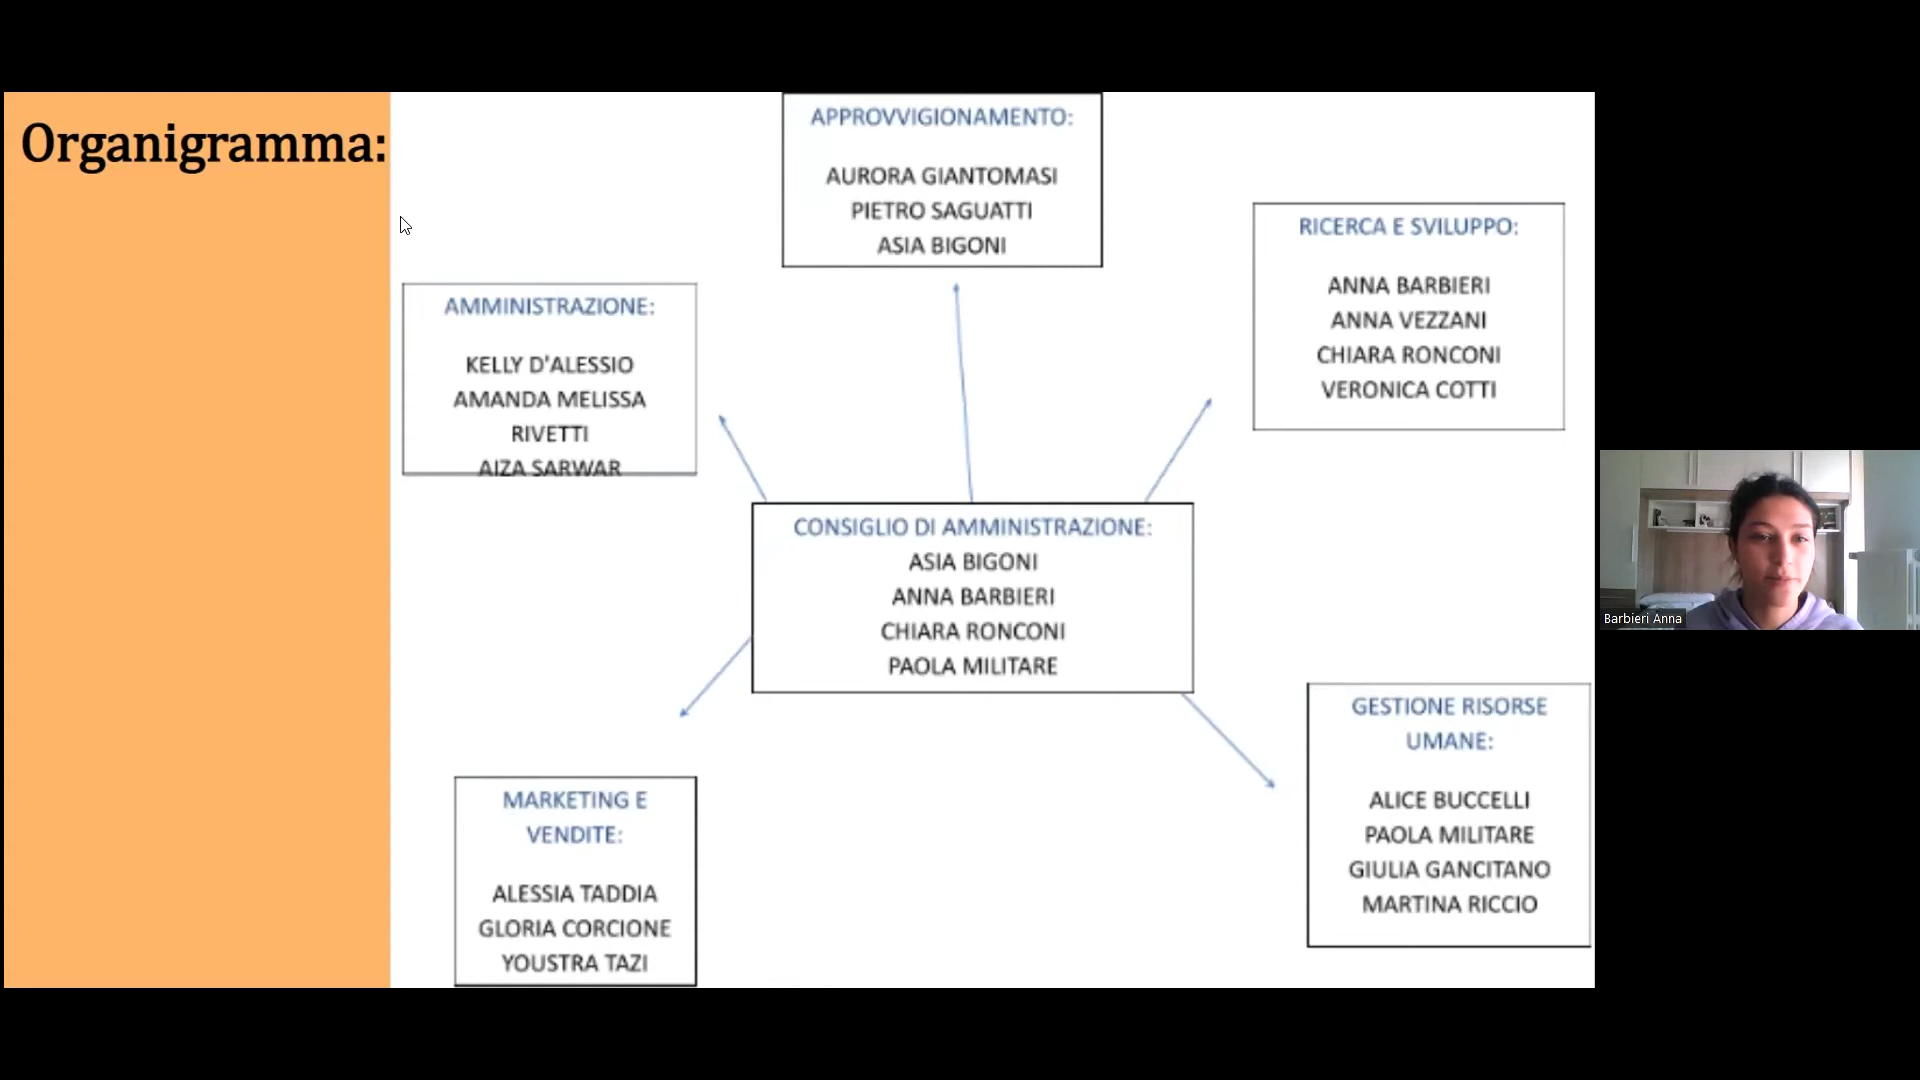 Organigramma:
APPROVVIGIONAMENTO:
AURORA GIANTOMASI
PIETRO SAGUATTI
ASIA BIGONI
RICERCA E SVILUPPO:
ANNA BARBIERI
ANNA VEZZANI
CHIARA RONCONI
VERONICA COTTI
AMMINISTRAZIONE:
KELLY D'ALESSIO
AMANDA MELISSA
RIVETTI
AIZA SARWAR
CONSIGLIO DI AMMINISTRAZIONE:
ASIA BIGONI
ANNA BARBIERI
CHIARA RONCONI
PAOLA MILITARE
Barbieri Anna
GESTIONE RISORSE
UMANE:
ALICE BUCCELLI
PAOLA MILITARE
GIULIA GANCITANO
MARTINA RICCIO
MARKETING E
VENDITE:
ALESSIA TADDIA
GLORIA CORCIONE
YOUSTRA TAZI